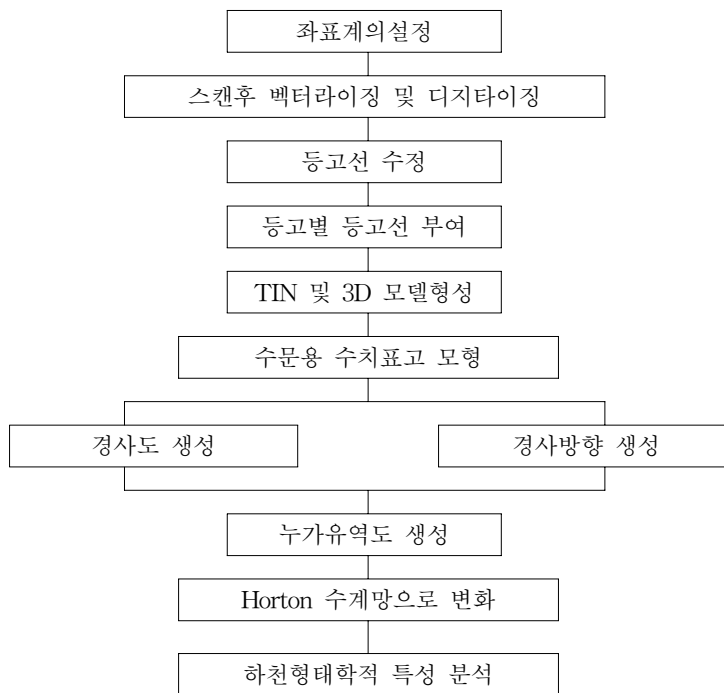 좌표계의설정
스캔후 벡터라이징 및 디지타이징
등고선 수정
등고별 등고선 부여
TIN 및 3D 모델형성
수문용 수치표고 모형
경사도 생성
경사방향 생성
누가유역도 생성
Horton 수계망으로 변화
하천형태학적 특성 분석